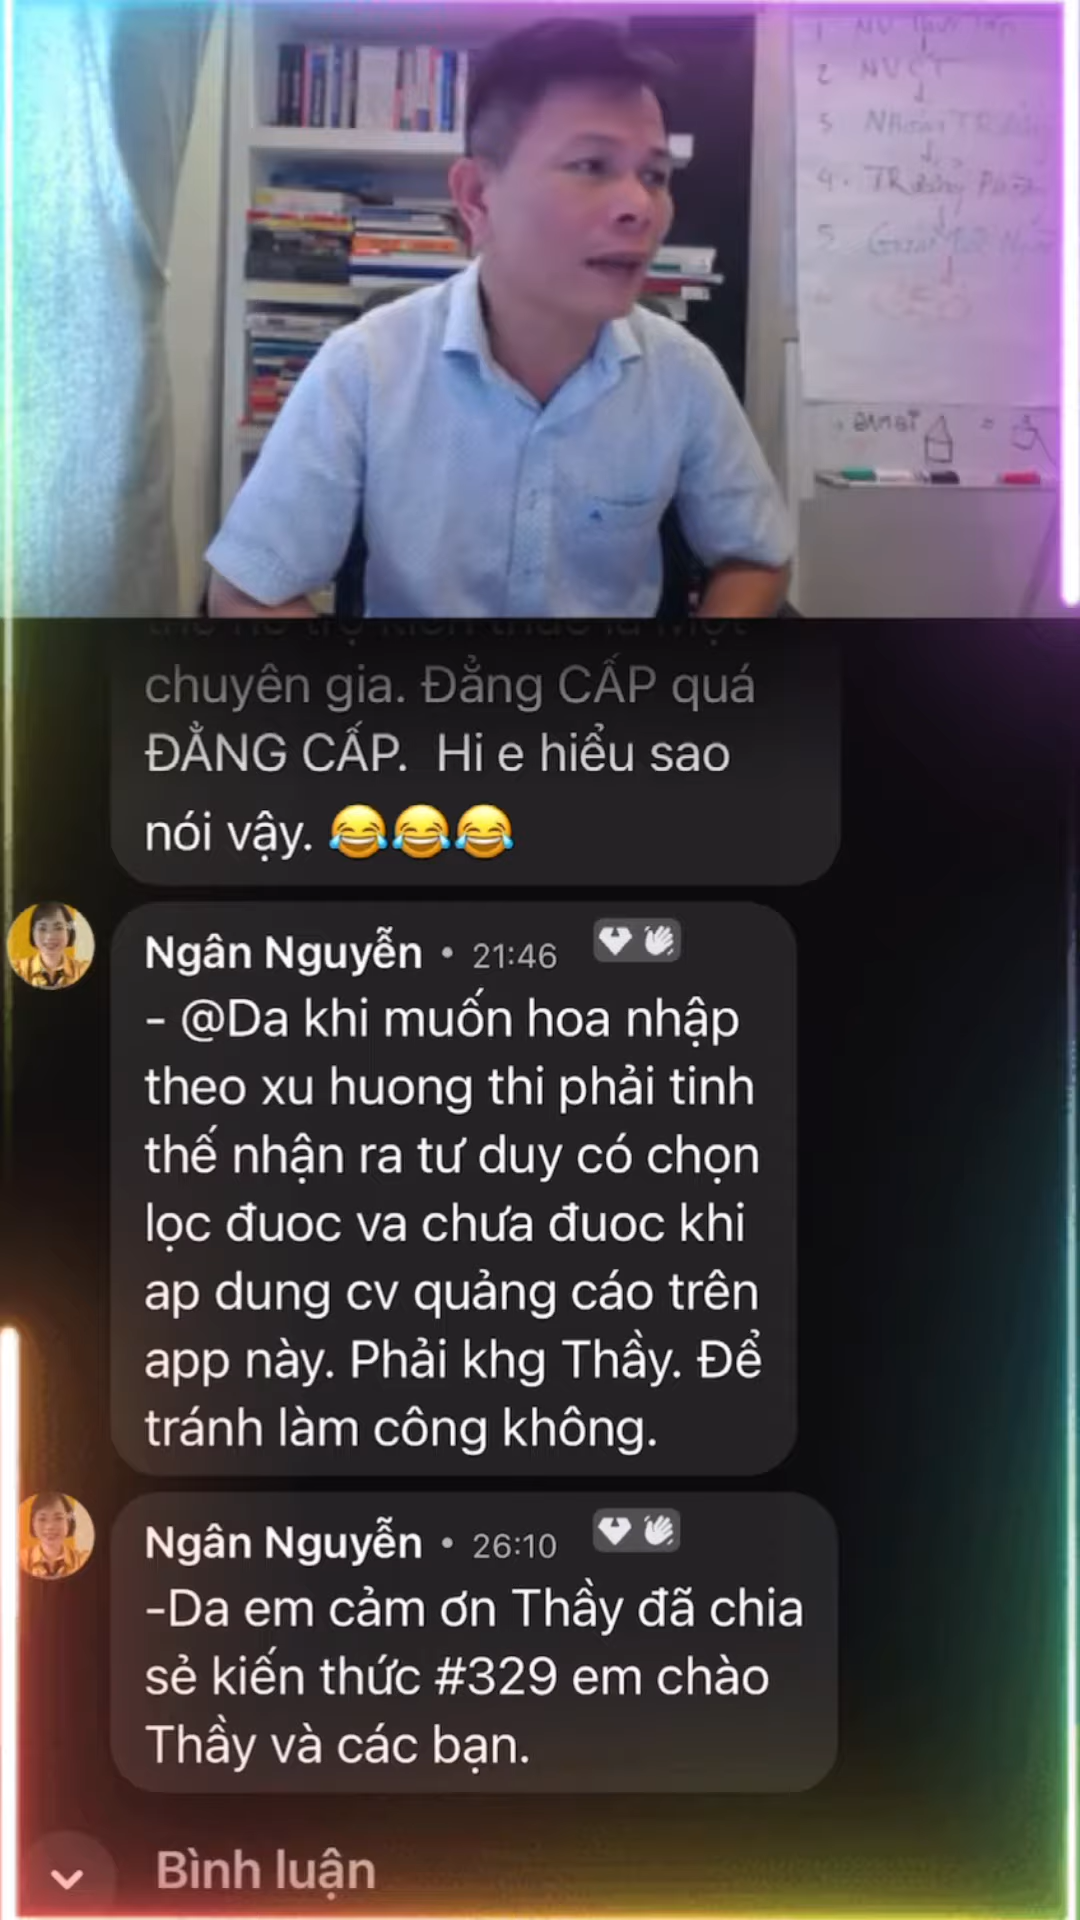 2 NVCT
5
CEO
chuyên gia. Đẳng CẤP quá
ĐẲNG CẤP. Hi e hiểu sao
nói vậy. 😂😂😂
Ngân Nguyễn • 21:46
- @Da khi muốn hoa nhập
theo xu huong thi phải tinh
thế nhận ra tư duy có chọn
lọc đuoc va chưa đuoc khi
ap dung cv quảng cáo trên
app này. Phải khg Thầy. Để
tránh làm công không.
Ngân Nguyễn • 26:10
-Da em cảm ơn Thầy đã chia
sẻ kiến thức #329 em chào
Thầy và các bạn.
Bình luận